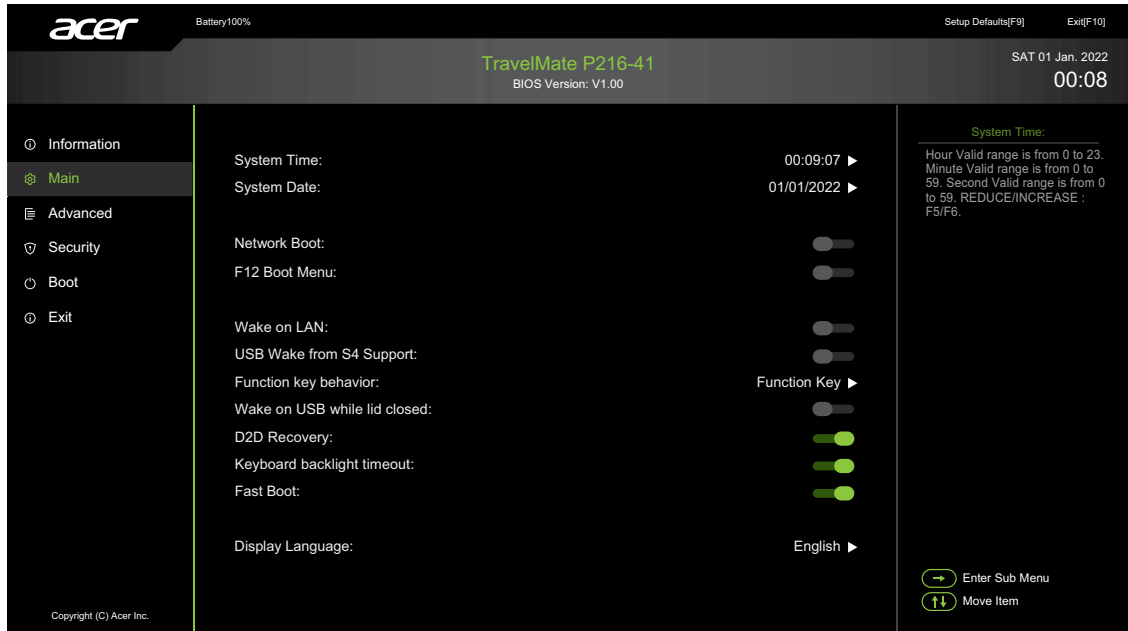 acer
Battery100%
Setup Defaults[F9]
Exit[F10]
TravelMate P216-41
BIOS Version: V1.00
SAT 01 Jan. 2022
00:08
Information
Main
Advanced
Security
Boot
Exit
System Time: 00:09:07
System Date: 01/01/2022
Network Boot:
F12 Boot Menu:
Wake on LAN:
USB Wake from S4 Support:
Function key behavior: Function Key
Wake on USB while lid closed:
D2D Recovery:
Keyboard backlight timeout:
Fast Boot:
Display Language: English
System Time:
Hour Valid range is from 0 to 23.
Minute Valid range is from 0 to
59. Second Valid range is from 0
to 59. REDUCE/INCREASE :
F5/F6.
Enter Sub Menu
Move Item
Copyright (C) Acer Inc.